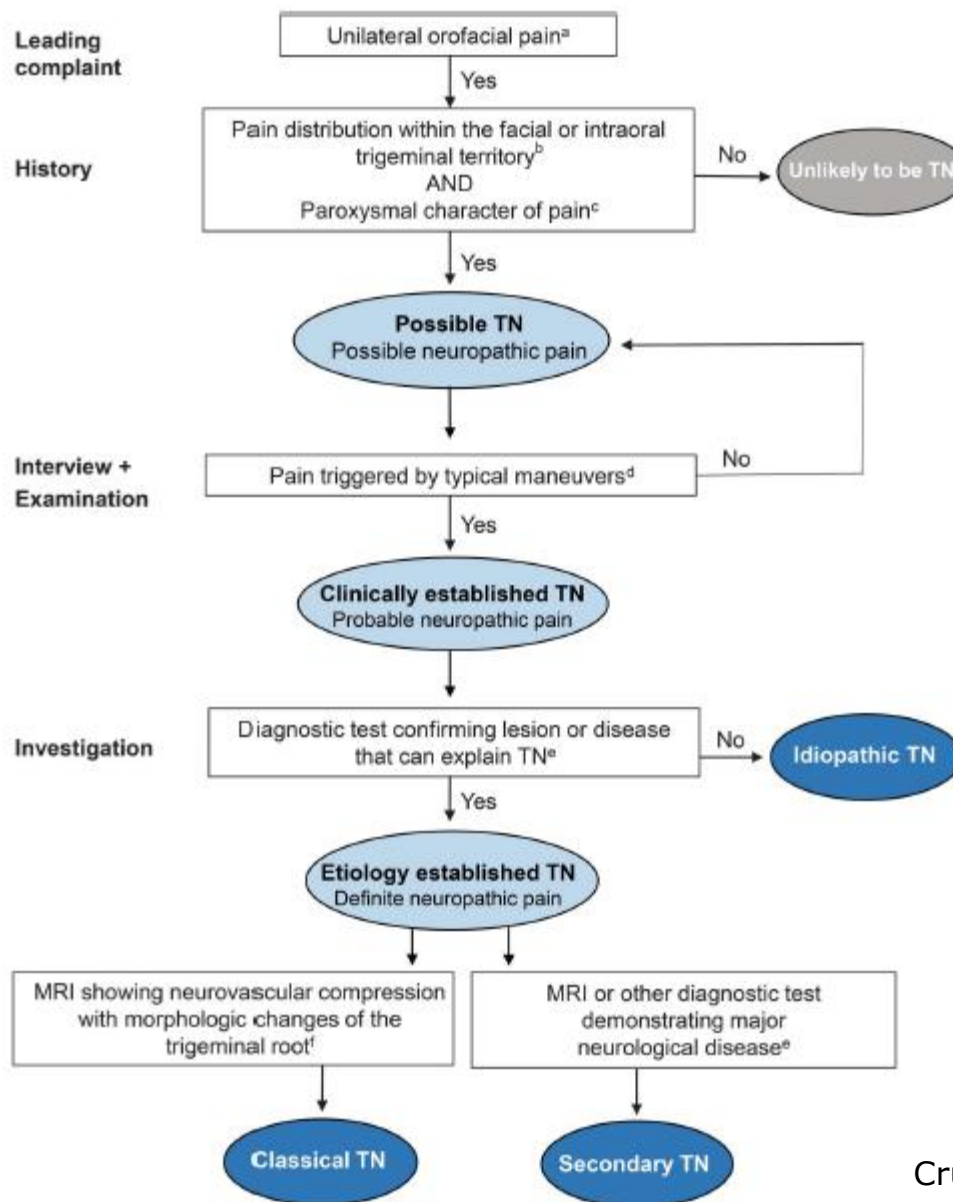 Leading
complaint
Unilateral orofacial painᵃ
Yes
History
Pain distribution within the facial or intraoral
trigeminal territoryᵇ
AND
Paroxysmal character of painᶜ
No
Unlikely to be TN
Yes
Possible TN
Possible neuropathic pain
Interview +
Examination
Pain triggered by typical maneuversᵈ
No
Yes
Clinically established TN
Probable neuropathic pain
Investigation
Diagnostic test confirming lesion or disease
that can explain TNᵉ
No
Idiopathic TN
Yes
Etiology established TN
Definite neuropathic pain
MRI showing neurovascular compression
with morphologic changes of the
trigeminal rootᶠ
MRI or other diagnostic test
demonstrating major
neurological diseaseᵉ
Classical TN
Secondary TN